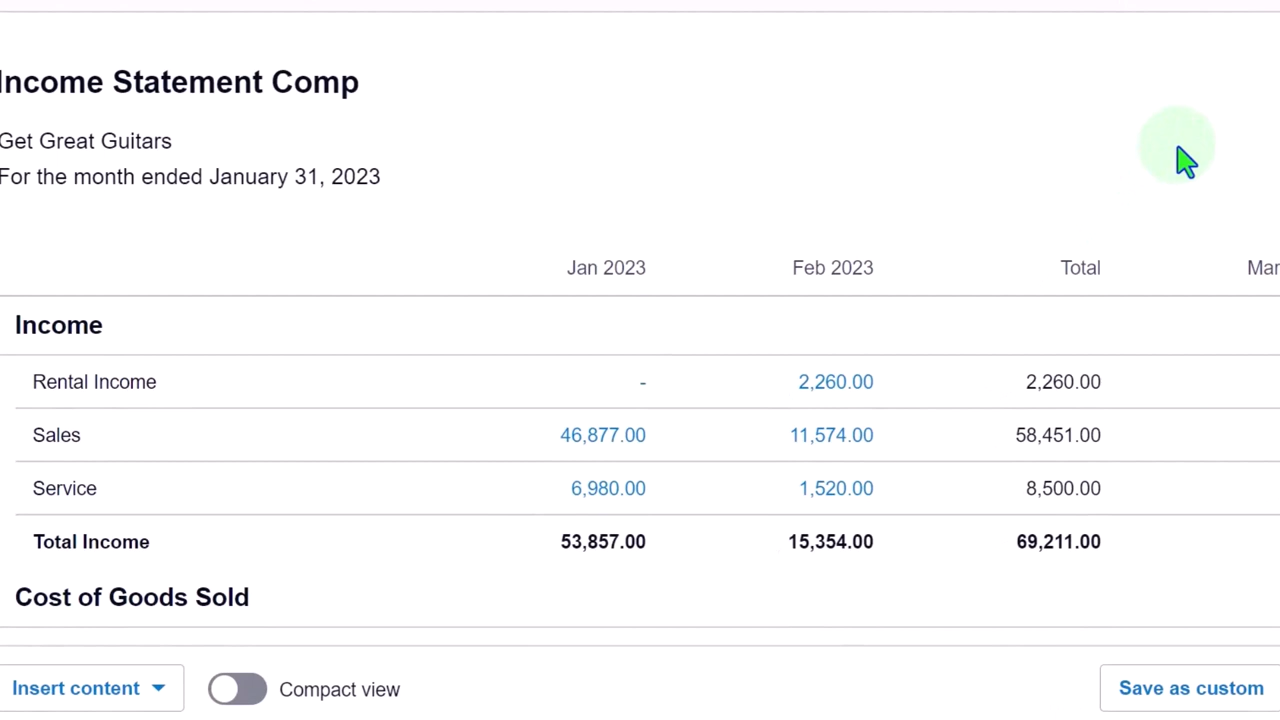 Income Statement Comp
Get Great Guitars
For the month ended January 31, 2023
Jan 2023 Feb 2023 Total Mar
Income
Rental Income - 2,260.00 2,260.00
Sales 46,877.00 11,574.00 58,451.00
Service 6,980.00 1,520.00 8,500.00
Total Income 53,857.00 15,354.00 69,211.00
Cost of Goods Sold
Insert content Compact view Save as custom